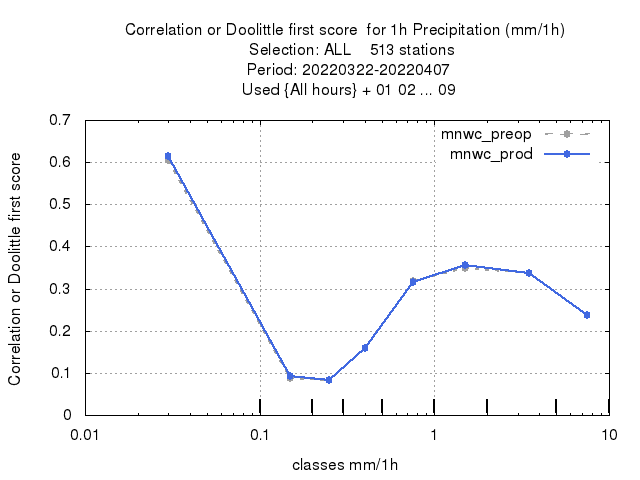 Correlation or Doolittle first score  for 1h Precipitation (mm/1h)
Selection: ALL    513 stations
Period: 20220322-20220407
Used {All hours} + 01 02 ... 09
mnwc_preop
mnwc_prod
Correlation or Doolittle first score
0.7
0.6
0.5
0.4
0.3
0.2
0.1
0
0.01 0.1 1 10
classes mm/1h